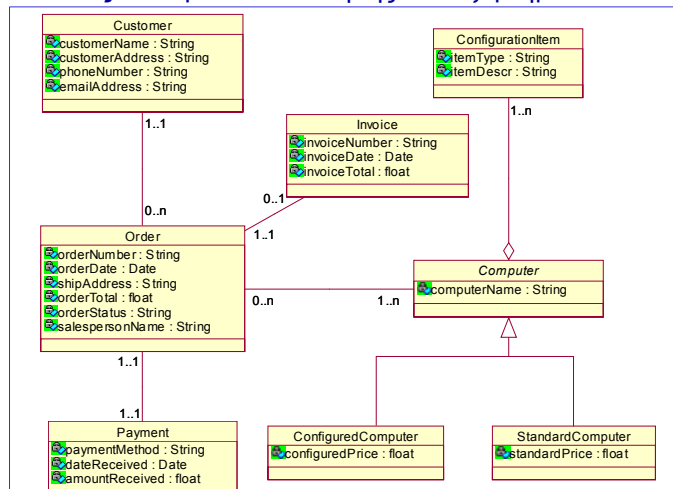 Customer
customerName : String
customerAddress : String
phoneNumber : String
emailAddress : String
ConfigurationItem
itemType : String
itemDescr : String
1..1
1..n
Invoice
invoiceNumber : String
invoiceDate : Date
invoiceTotal : float
0..n
0..1
1..1
Order
orderNumber : String
orderDate : Date
shipAddress : String
orderTotal : float
orderStatus : String
salespersonName : String
Computer
computerName : String
0..n
1..n
1..1
1..1
Payment
paymentMethod : String
dateReceived : Date
amountReceived : float
ConfiguredComputer
configuredPrice : float
StandardComputer
standardPrice : float